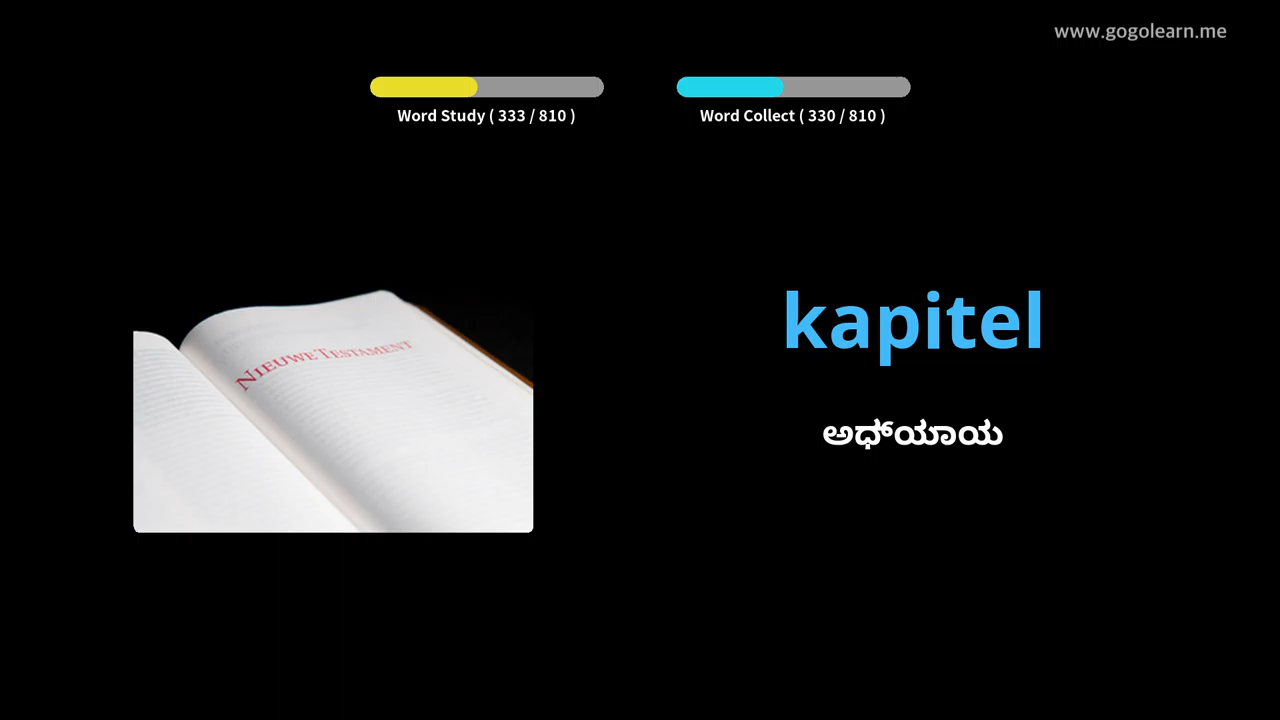 www.gogolearn.me
Word Study ( 333 / 810 )
Word Collect ( 330 / 810 )
NIEUWE TESTAMENT
kapitel
ಅಧ್ಯಾಯ